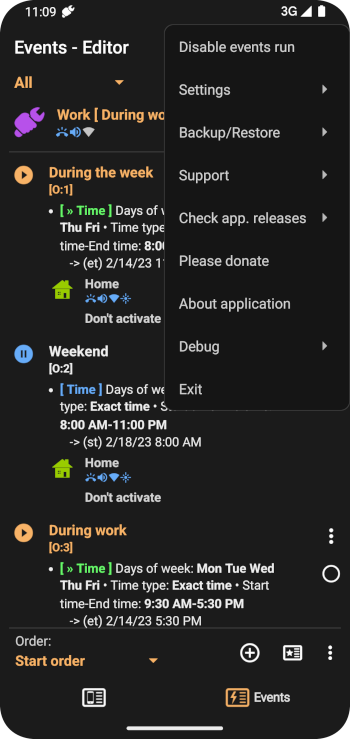 11:09
3G
Events - Editor
Disable events run
Settings
Backup/Restore
Support
Check app. releases
Please donate
About application
Debug
Exit
All
Work [ During wo
During the week
[O:1]
• [ » Time ] Days of w
Thu Fri • Time type
time-End time: 8:00
-> (et) 2/14/23 11
Home
Don't activate
Weekend
[O:2]
• [ Time ] Days of we
type: Exact time • S
8:00 AM-11:00 PM
-> (st) 2/18/23 8:00 AM
Home
Don't activate
During work
[O:3]
• [ » Time ] Days of week: Mon Tue Wed
Thu Fri • Time type: Exact time • Start
time-End time: 9:30 AM-5:30 PM
-> (et) 2/14/23 5:30 PM
Order:
Start order
Events